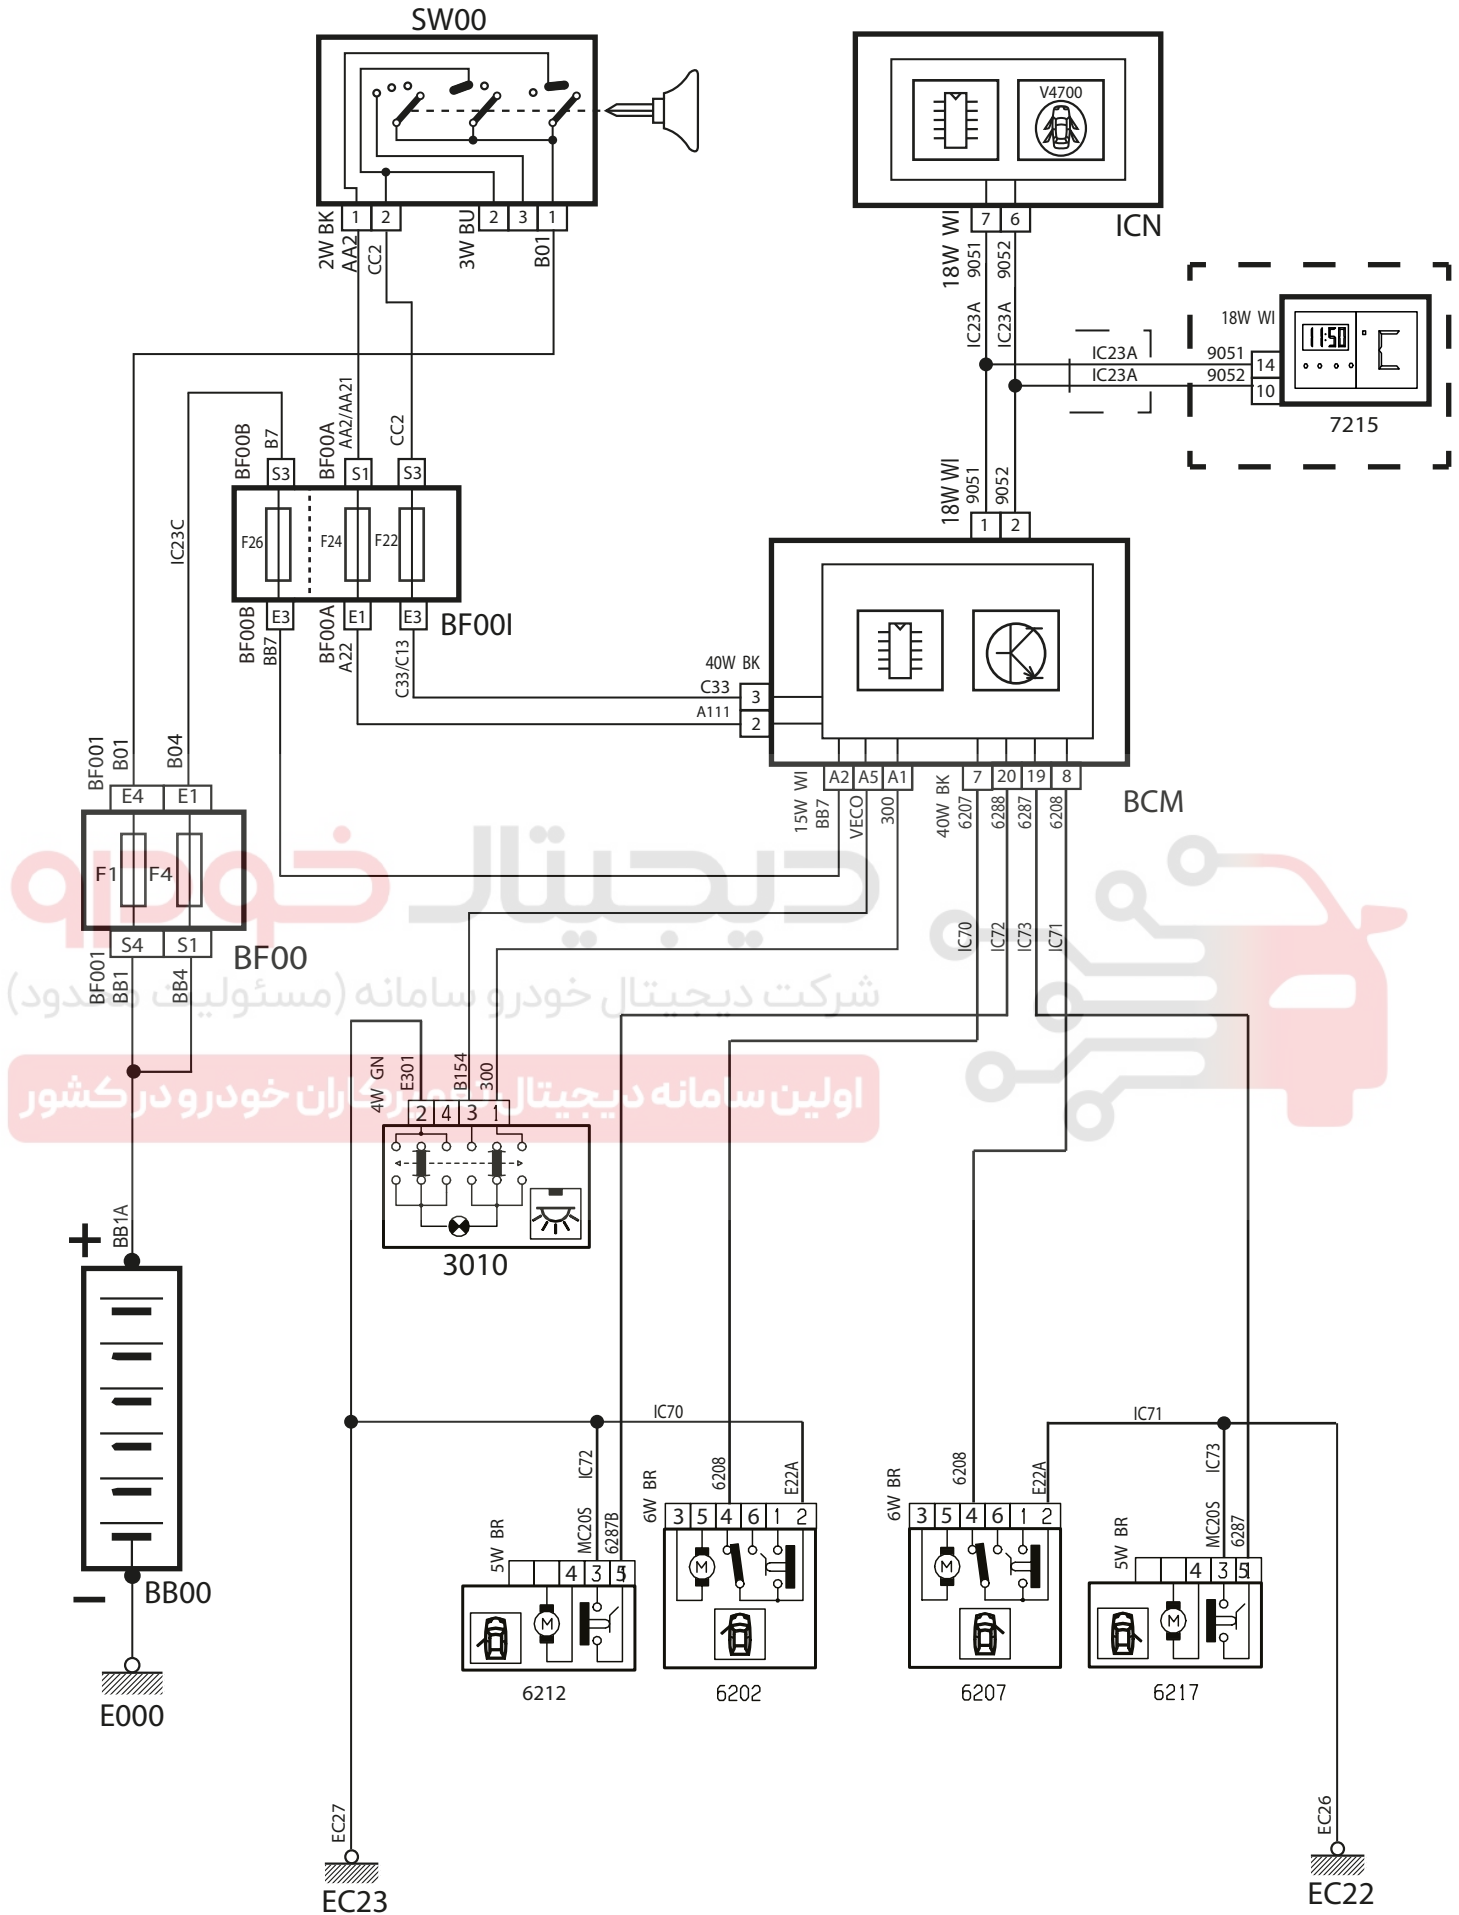 SW00
2W BK
1
2
AA2
CC2
3W BU
2
3
1
B01
V4700
ICN
18W WI
7
6
9051
9052
IC23A
IC23A
IC23A
IC23A
18W WI
9051
9052
14
10
11:50
°C
7215
BF00B
B7
BF00A
AA2/AA21
CC2
S3
S1
S3
F26
F24
F22
E3
E1
E3
BF00B
BB7
BF00A
A22
C33/C13
BF00I
IC23C
18W WI
9051
9052
1
2
40W BK
C33
3
A111
2
BCM
A2
A5
A1
7
20
19
8
15W WI
BB7
VECO
300
40W BK
6207
6288
6287
6208
BF001
B01
B04
E4
E1
F1
F4
S4
S1
BF001
BB1
BB4
BF00
IC70
IC72
IC73
IC71
دیجیتال خودرو
شرکت دیجیتال خودرو سامانه (مسئولیت محدود)
اولین سامانه دیجیتال تعمیرکاران خودرو در کشور
4W GN
E301
B154
300
2
4
3
1
3010
+
BB1A
–
BB00
E000
IC70
IC72
5W BR
MC20S
6287B
4
3
5
M
6212
6W BR
6208
E22A
3
5
4
6
1
2
M
6202
IC71
IC73
6W BR
6208
E22A
3
5
4
6
1
2
M
6207
5W BR
MC20S
6287
4
3
5
M
6217
EC27
EC23
EC26
EC22